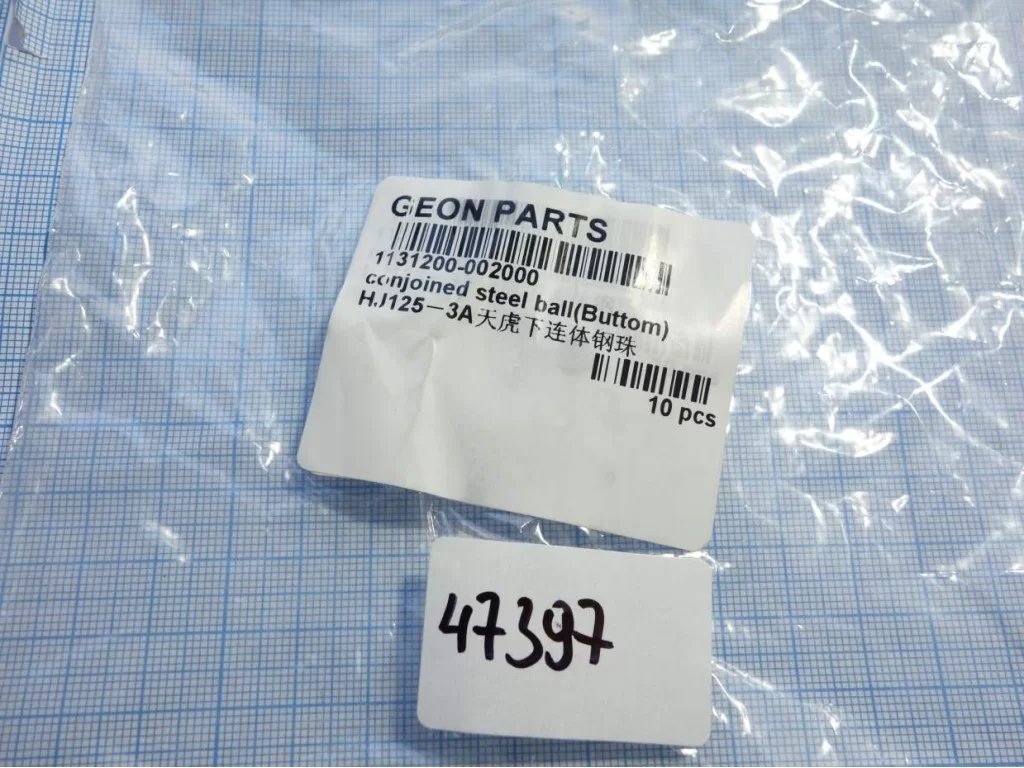 GEON PARTS
1131200-002000
conjoined steel ball(Buttom)
HJ125－3A天虎下连体钢珠
10 pcs
47397